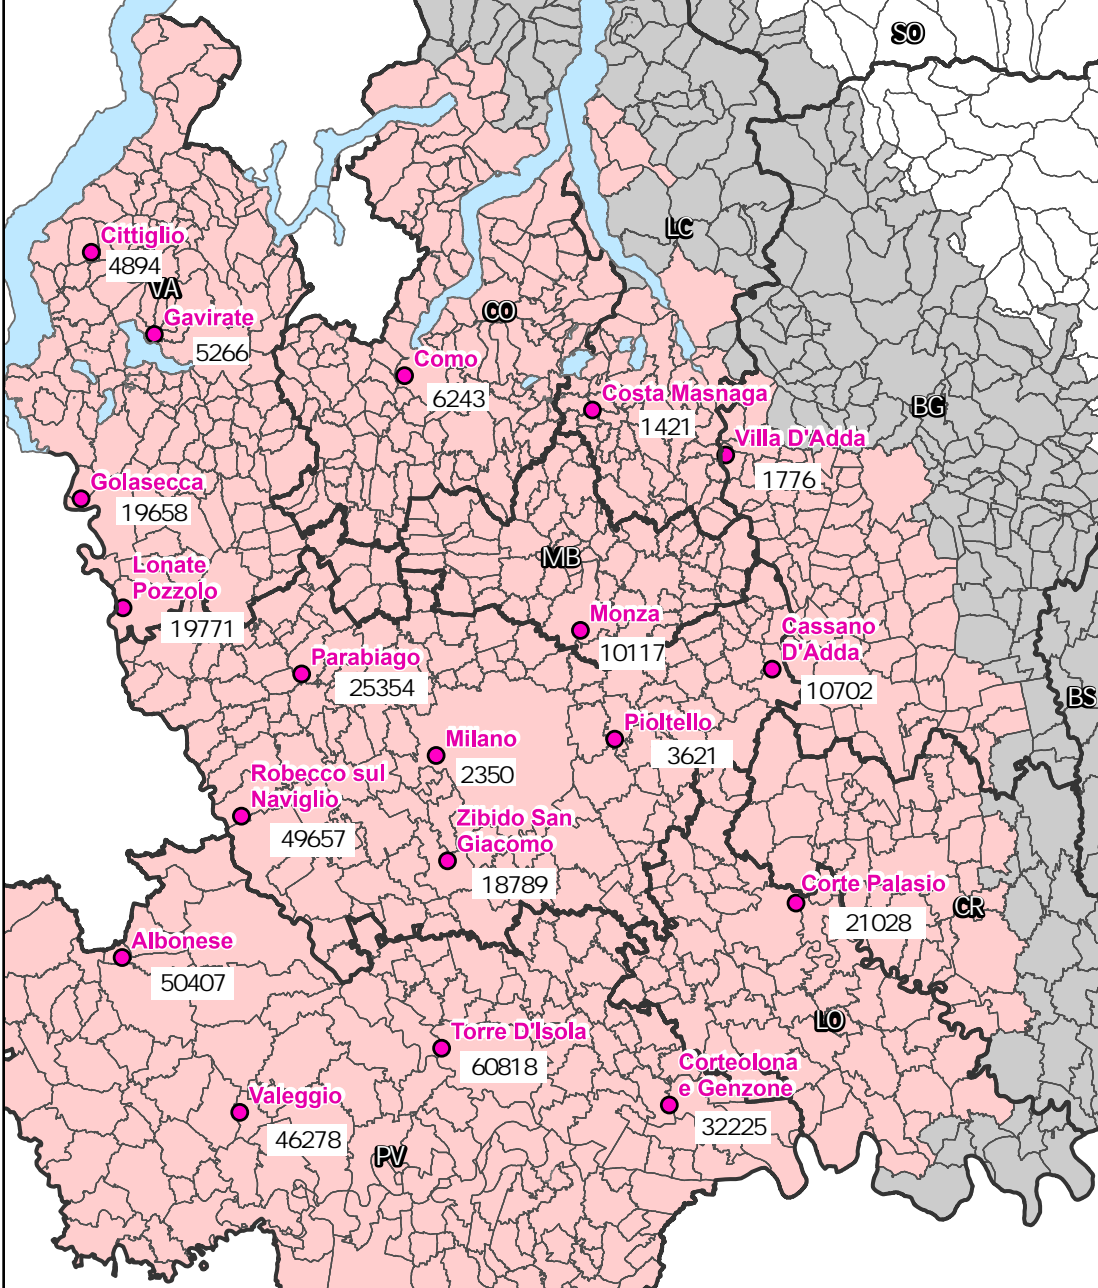 SO
LC
Cittiglio
4894
VA
CO
Gavirate
5266
Como
6243
Costa Masnaga
1421
BG
Villa D'Adda
1776
Golasecca
19658
MB
Lonate
Pozzolo
19771
Monza
10117
Cassano
D'Adda
10702
Parabiago
25354
BS
Pioltello
3621
Milano
2350
Robecco sul
Naviglio
49657
Zibido San
Giacomo
18789
Corte Palasio
21028
CR
Albonese
50407
LO
Torre D'Isola
60818
Corteolona
e Genzone
32225
Valeggio
46278
PV